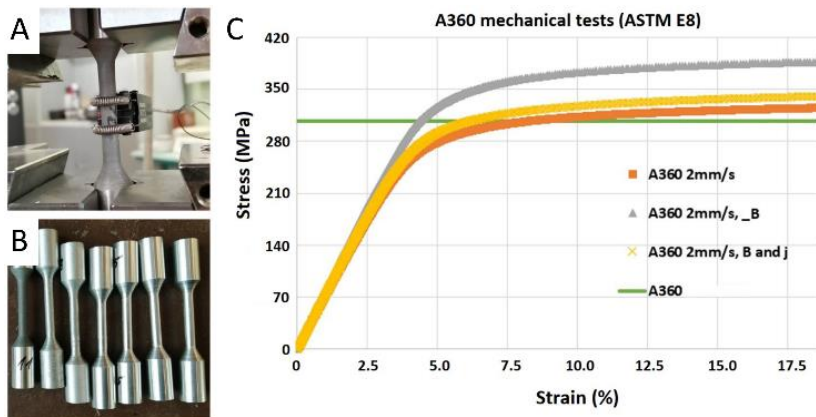 A
B
C
A360 mechanical tests (ASTM E8)
420
350
280
210
140
70
0
Stress (MPa)
0
2.5
5.0
7.5
10.0
12.5
15.0
17.5
Strain (%)
A360 2mm/s
A360 2mm/s, _B
A360 2mm/s, B and j
A360